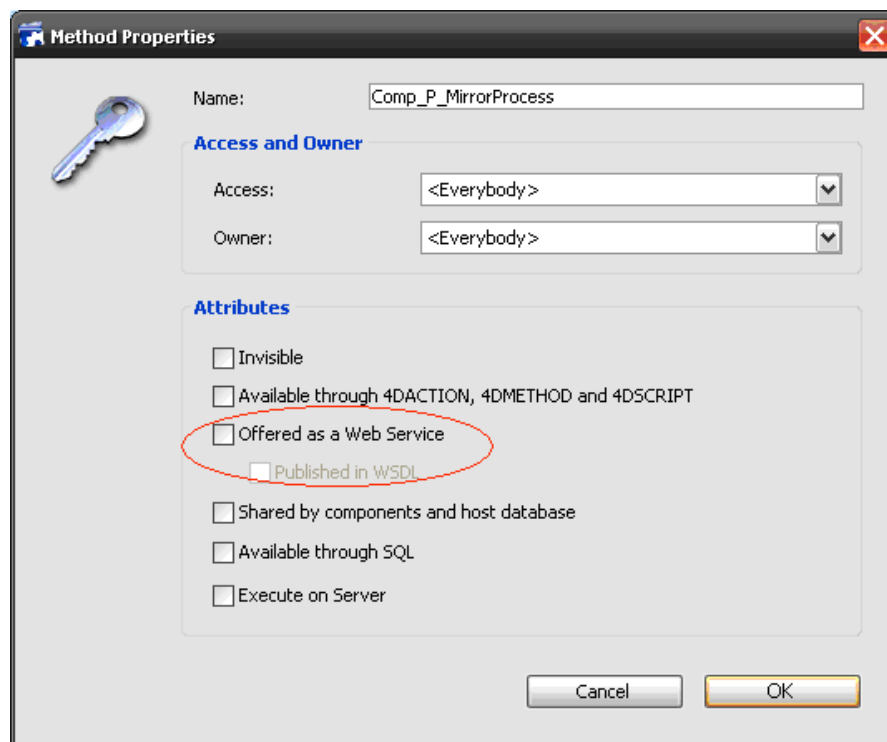 Method Properties
Name: Comp_P_MirrorProcess
Access and Owner
Access: <Everybody>
Owner: <Everybody>
Attributes
Invisible
Available through 4DACTION, 4DMETHOD and 4DSCRIPT
Offered as a Web Service
Published in WSDL
Shared by components and host database
Available through SQL
Execute on Server
Cancel OK